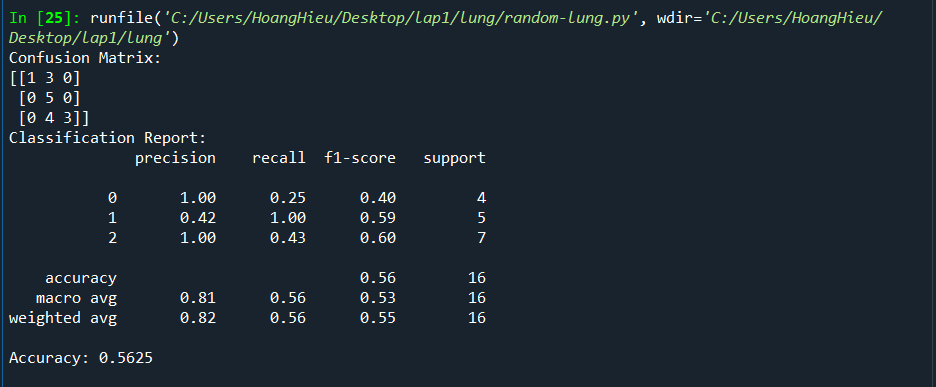 In [25]: runfile('C:/Users/HoangHieu/Desktop/lap1/lung/random-lung.py', wdir='C:/Users/HoangHieu/
Desktop/lap1/lung')
Confusion Matrix:
[[1 3 0]
 [0 5 0]
 [0 4 3]]
Classification Report:
              precision    recall  f1-score   support

           0       1.00      0.25      0.40         4
           1       0.42      1.00      0.59         5
           2       1.00      0.43      0.60         7

    accuracy                           0.56        16
   macro avg       0.81      0.56      0.53        16
weighted avg       0.82      0.56      0.55        16

Accuracy: 0.5625